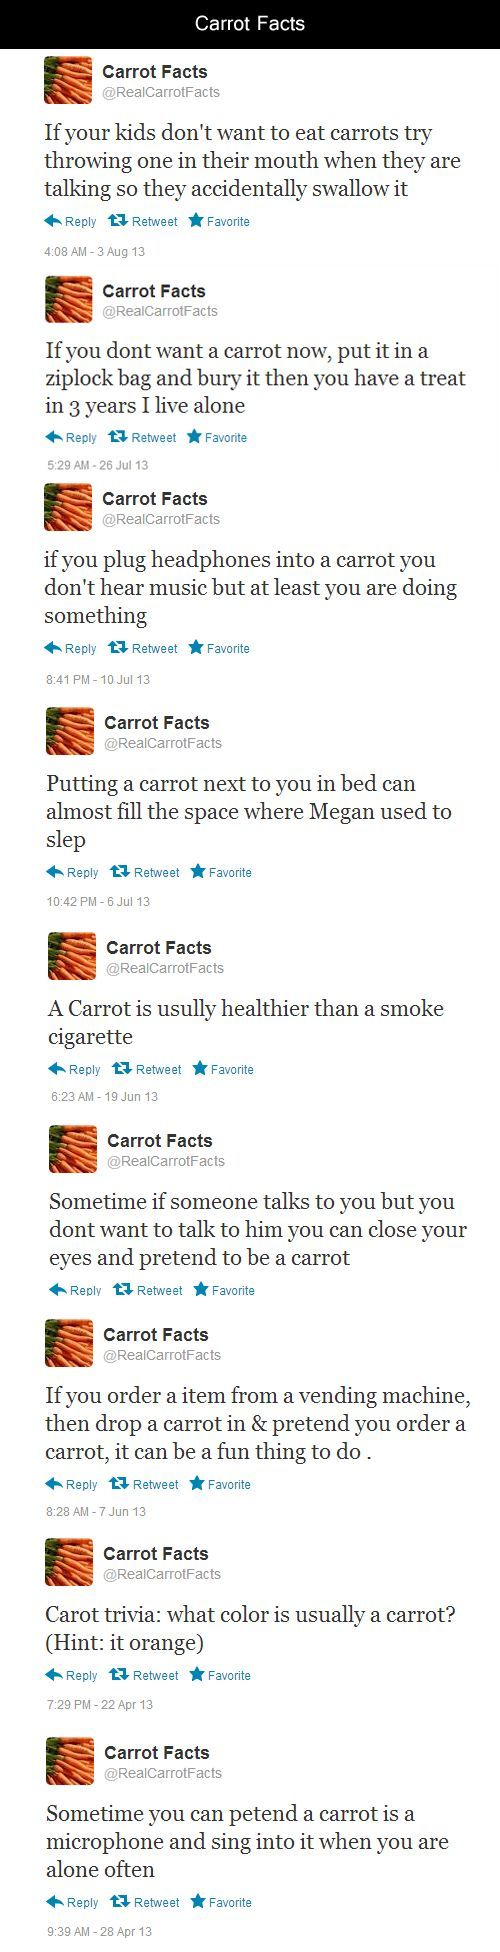 Carrot Facts
Carrot Facts
@RealCarrotFacts
If your kids don't want to eat carrots try
throwing one in their mouth when they are
talking so they accidentally swallow it
Reply Retweet Favorite
4:08 AM - 3 Aug 13
Carrot Facts
@RealCarrotFacts
If you dont want a carrot now, put it in a
ziplock bag and bury it then you have a treat
in 3 years I live alone
Reply Retweet Favorite
5:29 AM - 26 Jul 13
Carrot Facts
@RealCarrotFacts
if you plug headphones into a carrot you
don't hear music but at least you are doing
something
Reply Retweet Favorite
8:41 PM - 10 Jul 13
Carrot Facts
@RealCarrotFacts
Putting a carrot next to you in bed can
almost fill the space where Megan used to
slep
Reply Retweet Favorite
10:42 PM - 6 Jul 13
Carrot Facts
@RealCarrotFacts
A Carrot is usully healthier than a smoke
cigarette
Reply Retweet Favorite
6:23 AM - 19 Jun 13
Carrot Facts
@RealCarrotFacts
Sometime if someone talks to you but you
dont want to talk to him you can close your
eyes and pretend to be a carrot
Reply Retweet Favorite
Carrot Facts
@RealCarrotFacts
If you order a item from a vending machine,
then drop a carrot in & pretend you order a
carrot, it can be a fun thing to do .
Reply Retweet Favorite
8:28 AM - 7 Jun 13
Carrot Facts
@RealCarrotFacts
Carot trivia: what color is usually a carrot?
(Hint: it orange)
Reply Retweet Favorite
7:29 PM - 22 Apr 13
Carrot Facts
@RealCarrotFacts
Sometime you can petend a carrot is a
microphone and sing into it when you are
alone often
Reply Retweet Favorite
9:39 AM - 28 Apr 13